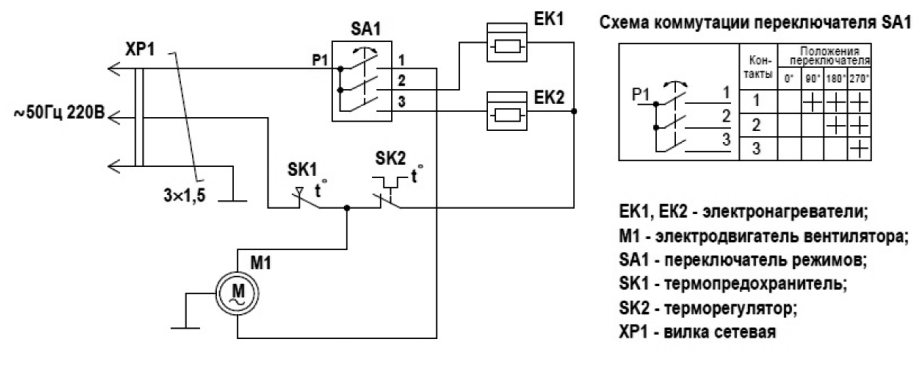 XP1
SA1
P1
1
2
3
EK1
EK2
~50Гц 220В
3×1,5
SK1
t°
SK2
t°
M1
M
~
Схема коммутации переключателя SA1
P1
1
2
3
Кон-
такты
Положения
переключателя
0° 90° 180° 270°
1 + + +
2 + +
3 +
EK1, EK2 - электронагреватели;
M1 - электродвигатель вентилятора;
SA1 - переключатель режимов;
SK1 - термопредохранитель;
SK2 - терморегулятор;
XP1 - вилка сетевая